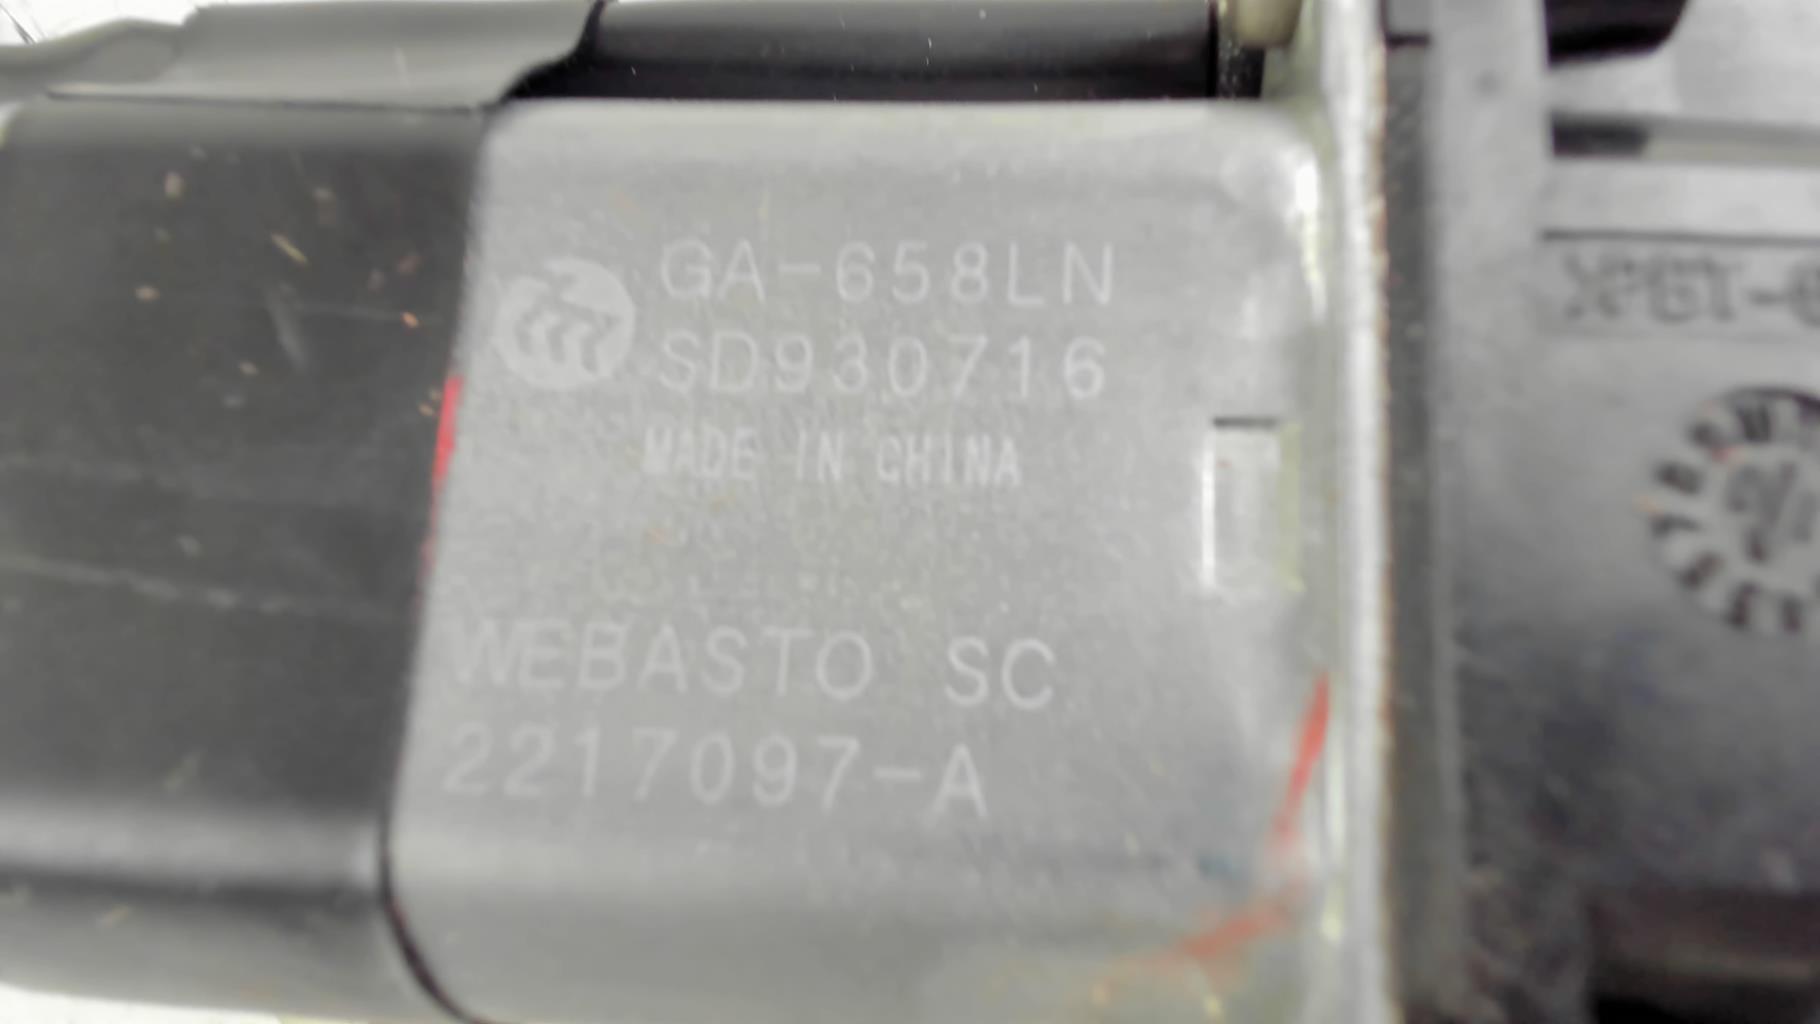 GA-658LN
SD930716
MADE IN CHINA
WEBASTO SC
2217097-A